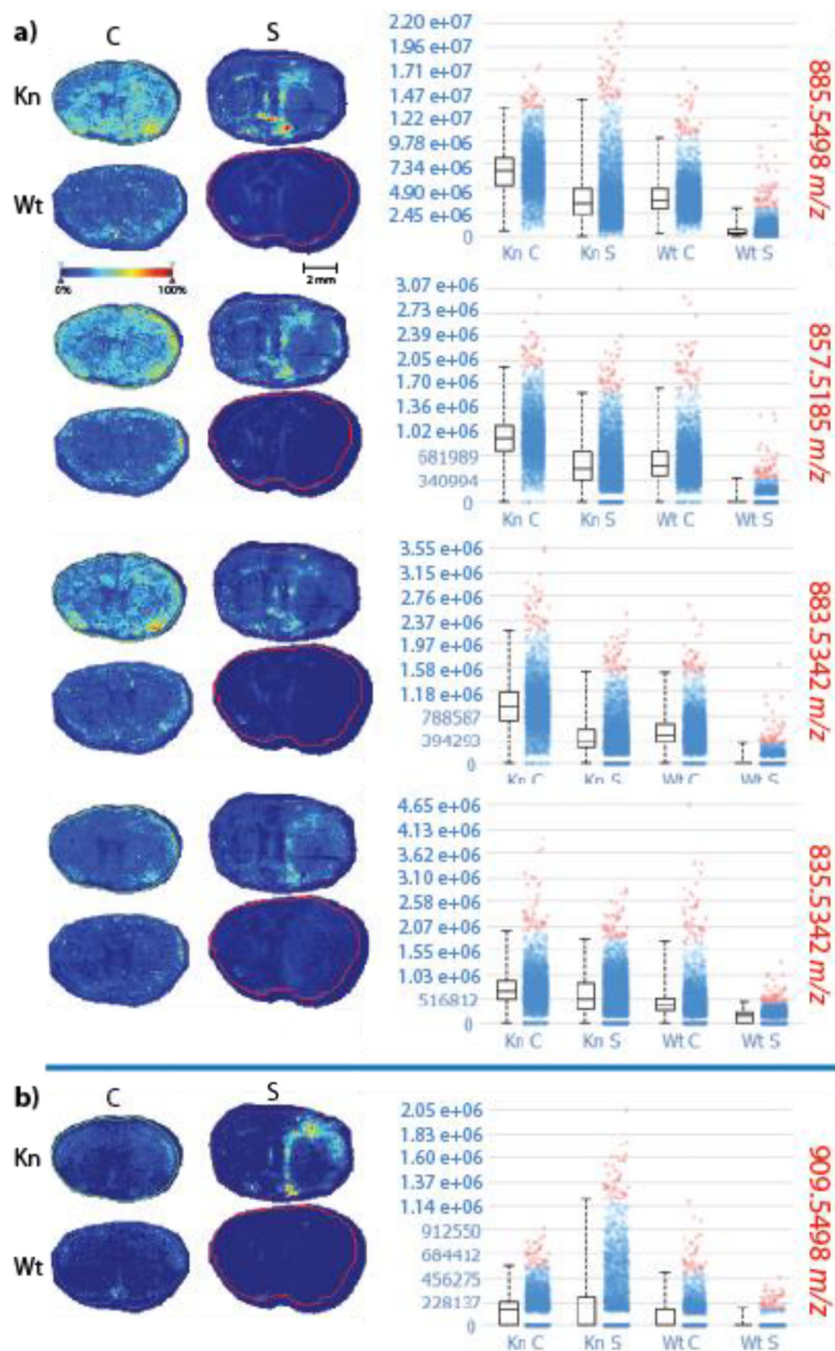 a)
C
S
Kn
Wt
0%
100%
2 mm
2.20 e+07
1.96 e+07
1.71 e+07
1.47 e+07
1.22 e+07
9.78 e+06
7.34 e+06
4.90 e+06
2.45 e+06
0
Kn C
Kn S
Wt C
Wt S
885.5498 m/z
3.07 e+06
2.73 e+06
2.39 e+06
2.05 e+06
1.70 e+06
1.36 e+06
1.02 e+06
681989
340994
0
Kn C
Kn S
Wt C
Wt S
857.5185 m/z
3.55 e+06
3.15 e+06
2.76 e+06
2.37 e+06
1.97 e+06
1.58 e+06
1.18 e+06
788587
394293
0
Kn C
Kn S
Wt C
Wt S
883.5342 m/z
4.65 e+06
4.13 e+06
3.62 e+06
3.10 e+06
2.58 e+06
2.07 e+06
1.55 e+06
1.03 e+06
516812
0
Kn C
Kn S
Wt C
Wt S
835.5342 m/z
b)
C
S
Kn
Wt
2.05 e+06
1.83 e+06
1.60 e+06
1.37 e+06
1.14 e+06
912550
684412
456275
228137
0
Kn C
Kn S
Wt C
Wt S
909.5498 m/z